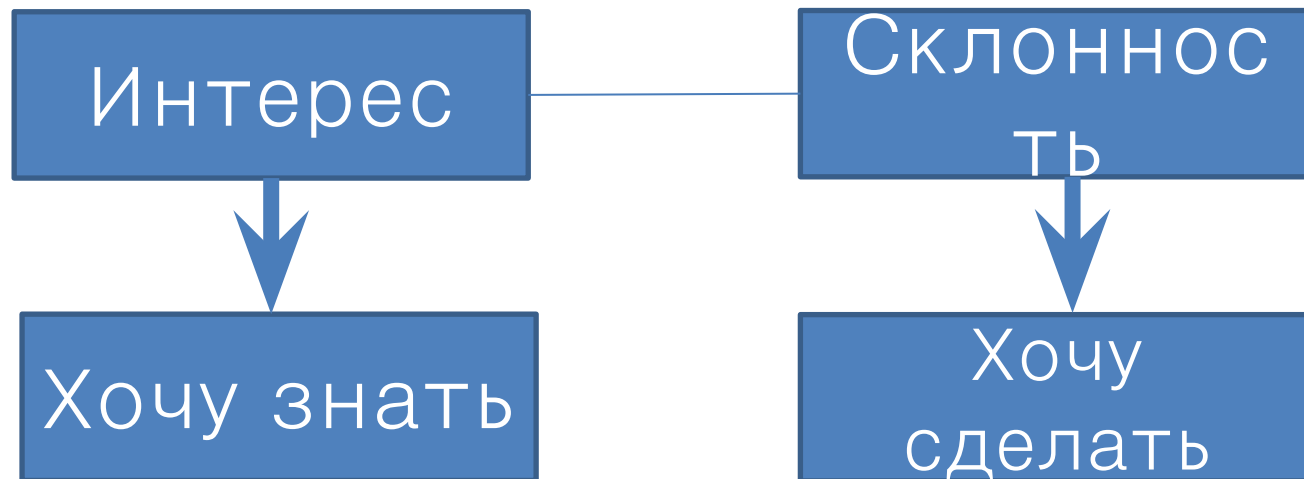 Интерес
Склоннос
ть
Хочу знать
Хочу
сделать